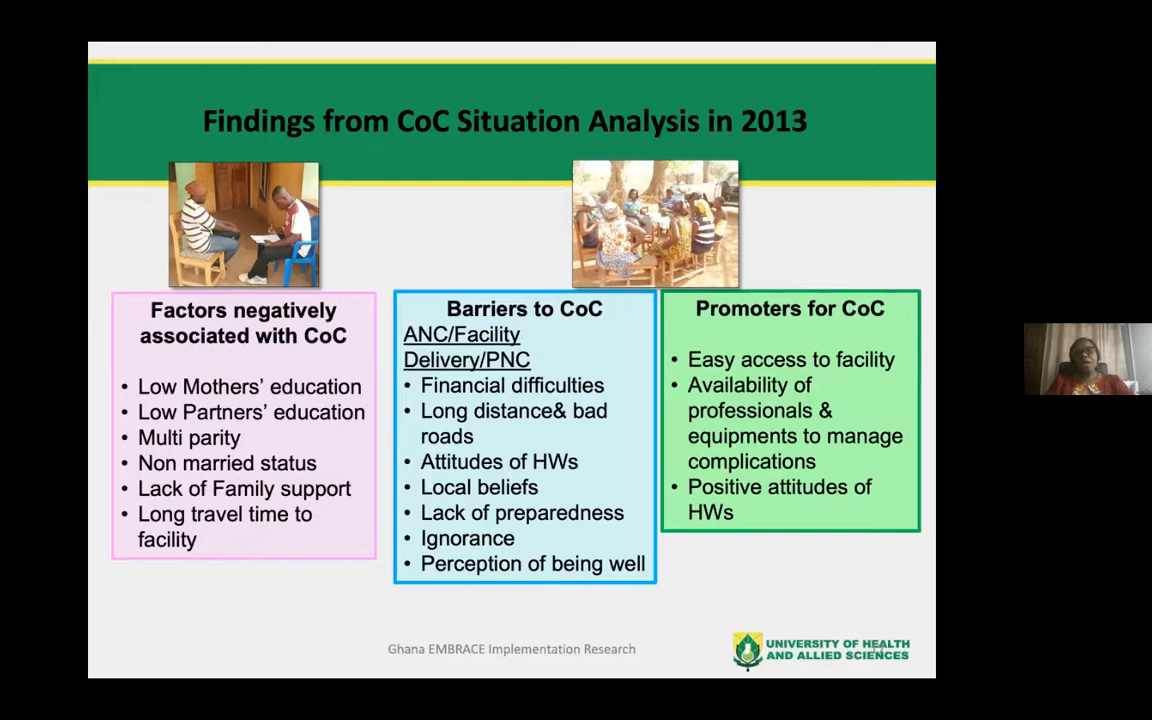 Findings from CoC Situation Analysis in 2013
Factors negatively
associated with CoC
• Low Mothers' education
• Low Partners' education
• Multi parity
• Non married status
• Lack of Family support
• Long travel time to
facility
Barriers to CoC
ANC/Facility
Delivery/PNC
• Financial difficulties
• Long distance& bad
roads
• Attitudes of HWs
• Local beliefs
• Lack of preparedness
• Ignorance
• Perception of being well
Promoters for CoC
• Easy access to facility
• Availability of
professionals &
equipments to manage
complications
• Positive attitudes of
HWs
Ghana EMBRACE Implementation Research
UNIVERSITY OF HEALTH
AND ALLIED SCIENCES